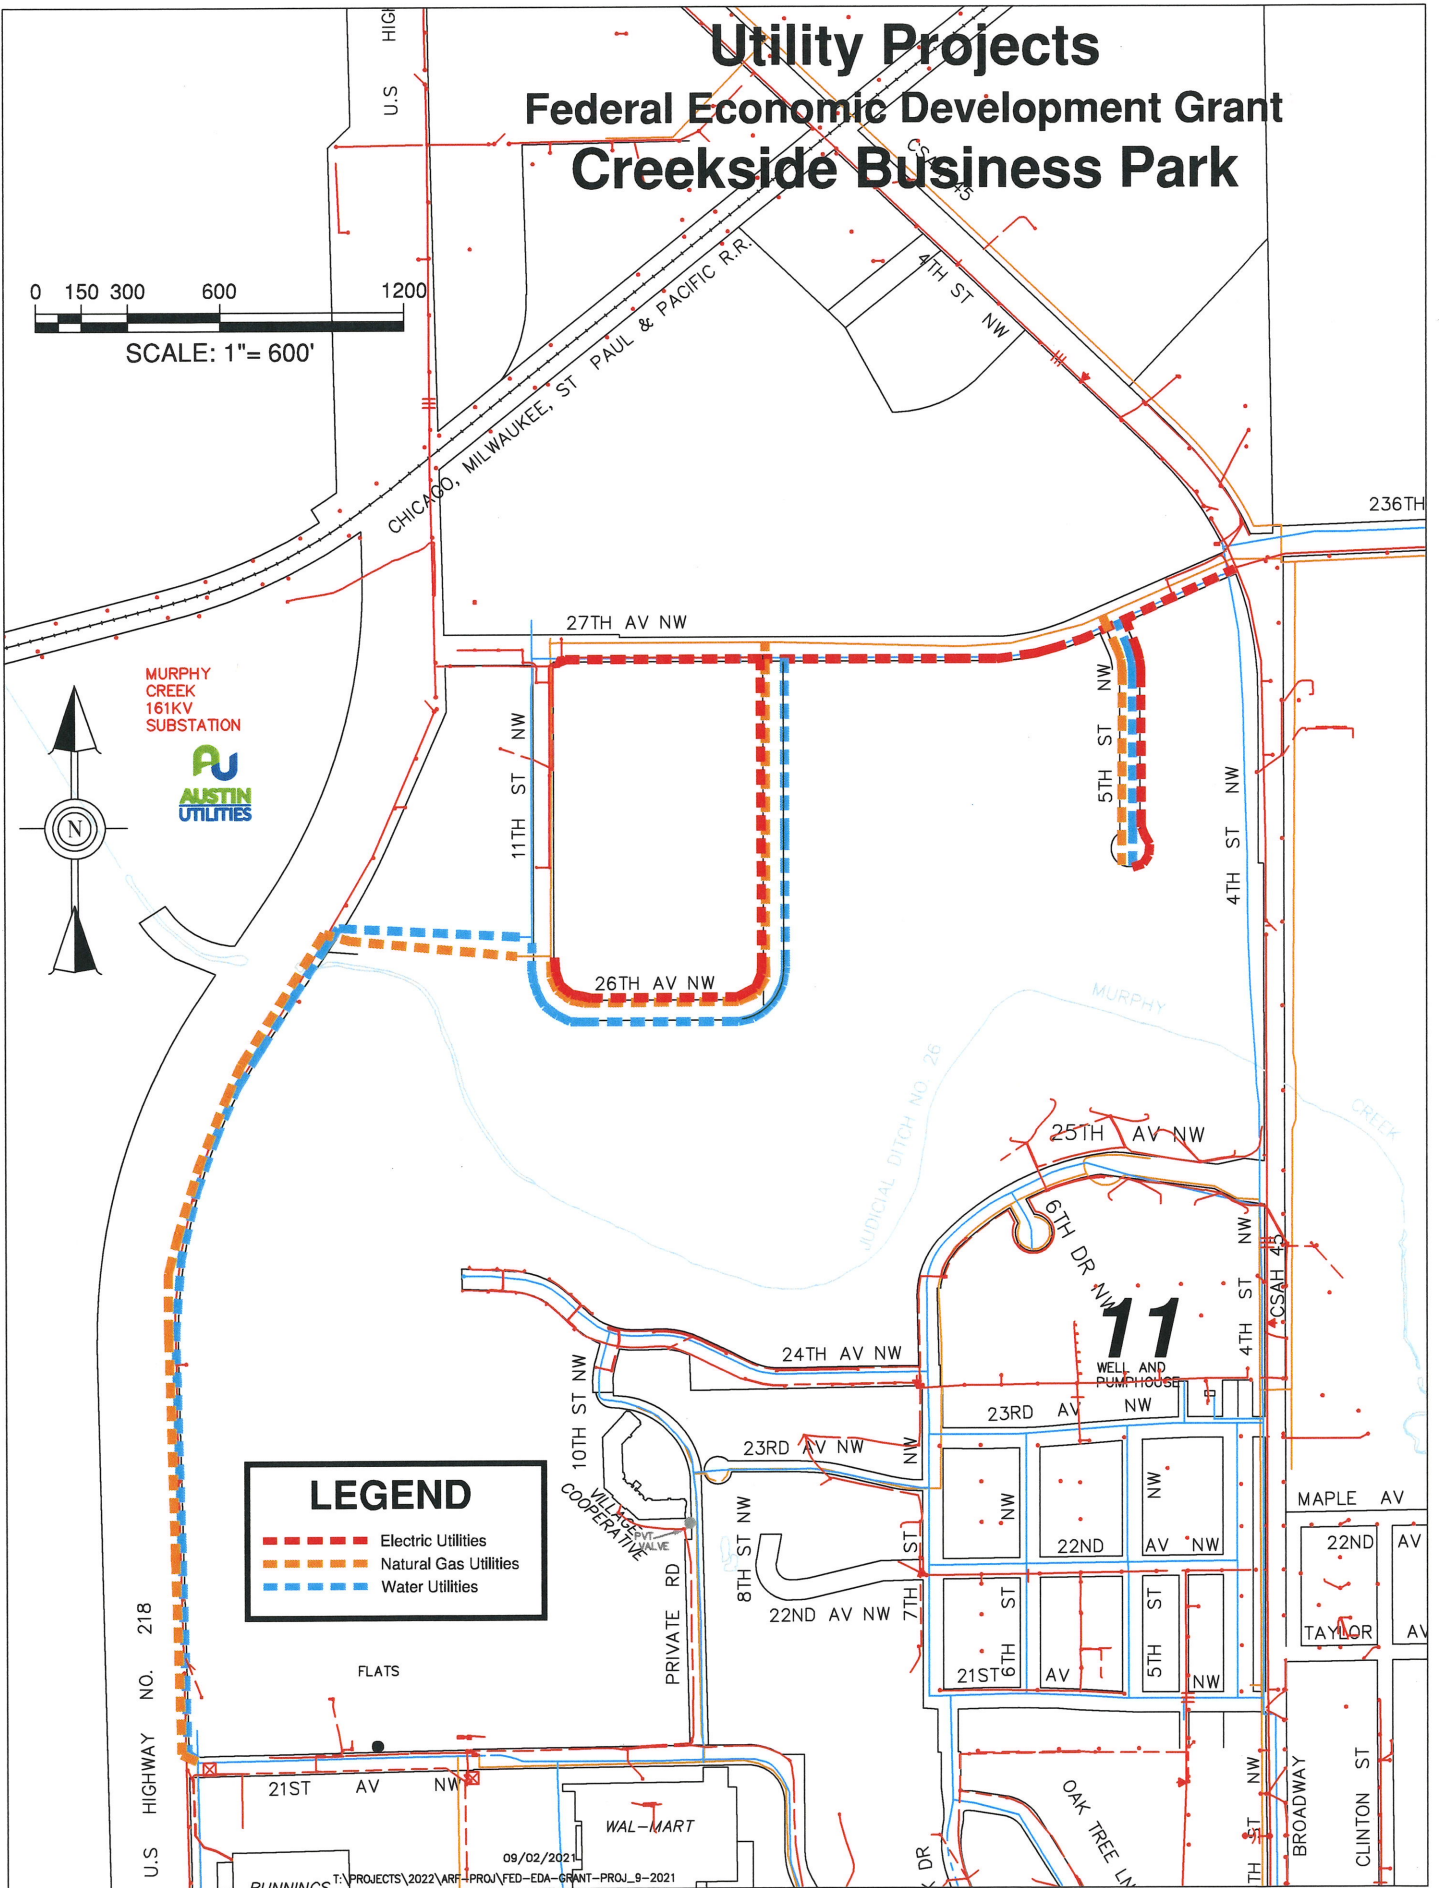 Utility Projects
Federal Economic Development Grant
Creekside Business Park
U.S
CSAH 45
4TH ST NW
0 150 300 600 1200
SCALE: 1"= 600'
CHICAGO, MILWAUKEE, ST PAUL & PACIFIC R.R.
236TH
27TH AV NW
MURPHY
CREEK
161KV
SUBSTATION
AUSTIN
UTILITIES
N
11TH ST NW
5TH ST NW
4TH ST NW
26TH AV NW
MURPHY
CREEK
JUDICIAL DITCH NO. 26
25TH AV NW
6TH DR NW
4TH ST NW
CSAH 45
11
WELL AND
PUMPHOUSE
24TH AV NW
10TH ST NW
23RD AV NW
23RD AV NW
VILLAGE
COOPERATIVE
PVT
VALVE
8TH ST NW
PRIVATE RD
22ND AV NW
7TH ST NW
6TH ST NW
5TH ST NW
22ND AV NW
21ST AV NW
MAPLE AV
22ND AV
TAYLOR AV
LEGEND
Electric Utilities
Natural Gas Utilities
Water Utilities
FLATS
U.S HIGHWAY NO. 218
21ST AV NW
WAL-MART
RUNNINGS
09/02/2021
T:\PROJECTS\2022\ARF-PROJ\FED-EDA-GRANT-PROJ_9-2021
DR
OAK TREE LN
ST NW
BROADWAY
CLINTON ST